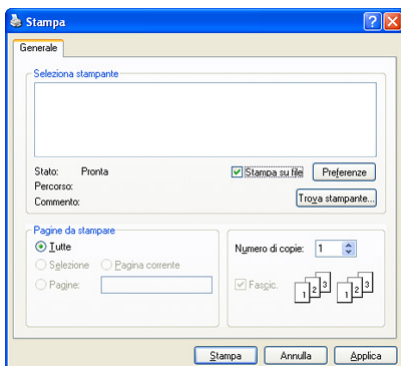 Stampa
Generale
Seleziona stampante
Stato: Pronta
Percorso:
Commento:
Stampa su file
Preferenze
Trova stampante...
Pagine da stampare
Tutte
Selezione
Pagina corrente
Pagine:
Numero di copie: 1
Fascic.
1 2 3 1 2 3
Stampa
Annulla
Applica